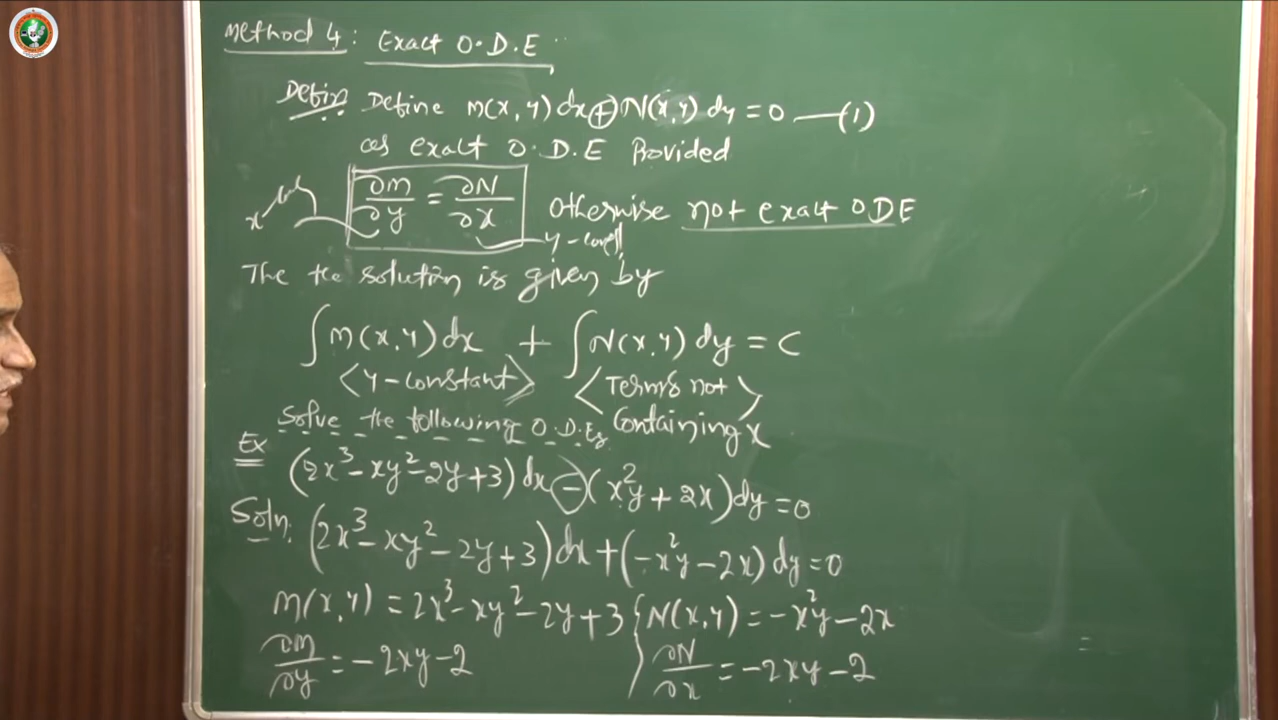 Method 4: Exact O.D.E
Defin Define M(x,y) dx + N(x,y) dy = 0 —(1)
as exact O.D.E Provided
∂M/∂y = ∂N/∂x Otherwise not exact ODE
x
y-const
The the solution is given by
∫M(x,y) dx + ∫N(x,y) dy = C
<y-constant> <Terms not
Containing x>
Solve the following O.D.Es
Ex (2x³ - xy² - 2y + 3) dx - (x²y + 2x) dy = 0
Soln: (2x³ - xy² - 2y + 3) dx + (-x²y - 2x) dy = 0
M(x,y) = 2x³ - xy² - 2y + 3 { N(x,y) = -x²y - 2x
∂M/∂y = -2xy - 2 ∂N/∂x = -2xy - 2
=